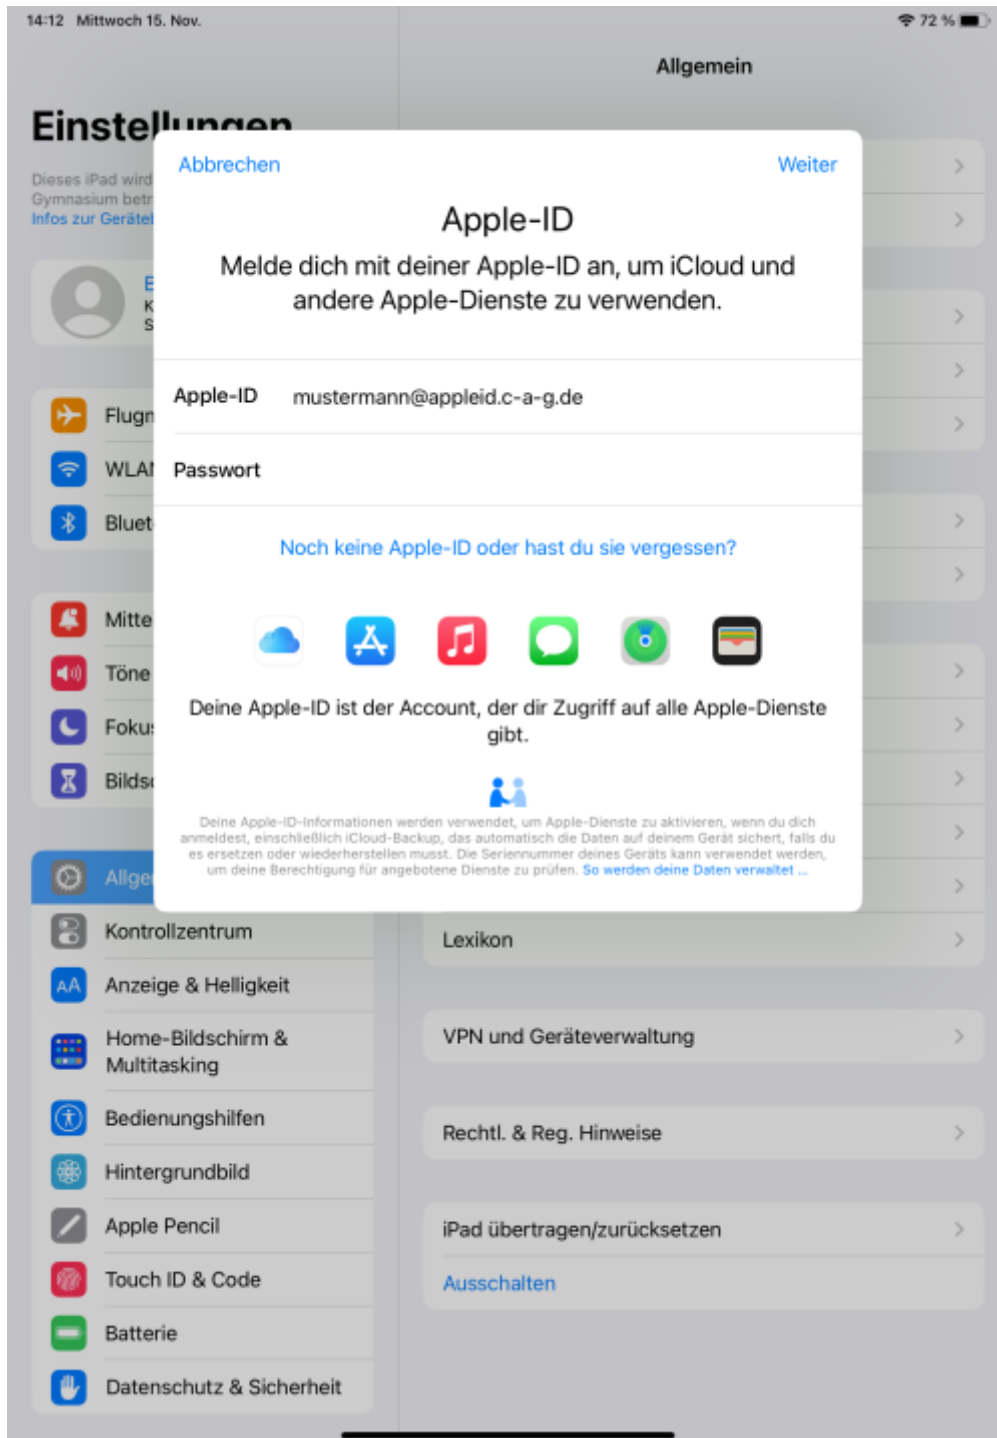 14:12 Mittwoch 15. Nov.
72 %
Allgemein
Einstellungen
Dieses iPad wird
Gymnasium betr
Infos zur Geräte
Abbrechen
Weiter
Apple-ID
Melde dich mit deiner Apple-ID an, um iCloud und
andere Apple-Dienste zu verwenden.
Apple-ID mustermann@appleid.c-a-g.de
Passwort
Noch keine Apple-ID oder hast du sie vergessen?
Deine Apple-ID ist der Account, der dir Zugriff auf alle Apple-Dienste
gibt.
Deine Apple-ID-Informationen werden verwendet, um Apple-Dienste zu aktivieren, wenn du dich
anmeldest, einschließlich iCloud-Backup, das automatisch die Daten auf deinem Gerät sichert, falls du
es ersetzen oder wiederherstellen musst. Die Seriennummer deines Geräts kann verwendet werden,
um deine Berechtigung für angebotene Dienste zu prüfen. So werden deine Daten verwaltet ...
E
K
S
Flugm
WLAN
Bluet
Mitte
Töne
Fokus
Bildsc
Allge
Kontrollzentrum
Anzeige & Helligkeit
Home-Bildschirm &
Multitasking
Bedienungshilfen
Hintergrundbild
Apple Pencil
Touch ID & Code
Batterie
Datenschutz & Sicherheit
Lexikon
VPN und Geräteverwaltung
Rechtl. & Reg. Hinweise
iPad übertragen/zurücksetzen
Ausschalten